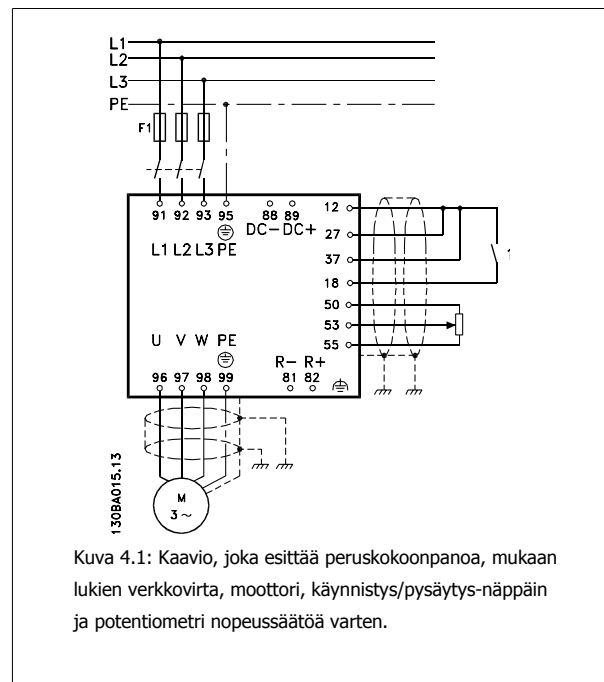 L1
L2
L3
PE
F1
91 92 93 95 88 89 12
DC- DC+
27
L1 L2 L3 PE
37
18
50
53
U V W PE
55
R- R+
96 97 98 99 81 82
130BA015.13
M
3 ~
Kuva 4.1: Kaavio, joka esittää peruskokoonpanoa, mukaan
lukien verkkovirta, moottori, käynnistys/pysäytys-näppäin
ja potentiometri nopeussäätöä varten.